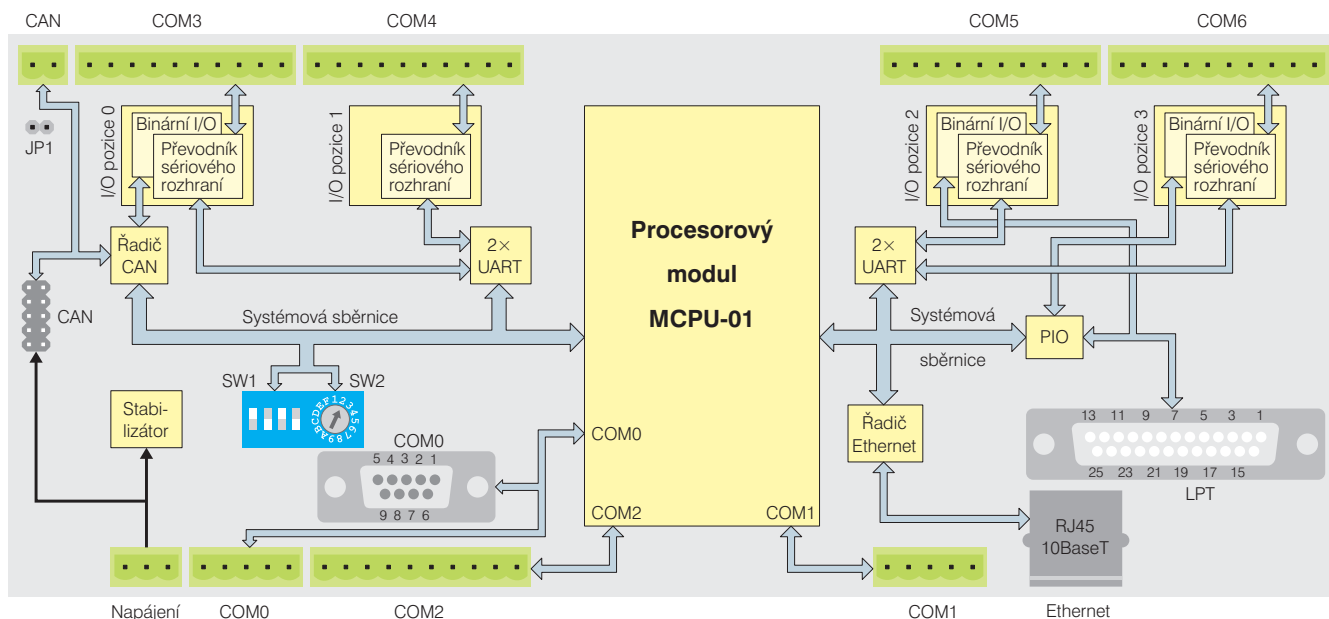 CAN
COM3
COM4
COM5
COM6
JP1
I/O pozice 0
Binární I/O
Převodník
sériového
rozhraní
I/O pozice 1
Převodník
sériového
rozhraní
I/O pozice 2
Binární I/O
Převodník
sériového
rozhraní
I/O pozice 3
Binární I/O
Převodník
sériového
rozhraní
Procesorový
modul
MCPU-01
Řadič
CAN
2×
UART
2×
UART
CAN
Systémová sběrnice
Systémová
sběrnice
PIO
SW1
SW2
0123456789ABCDEF
Stabi-
lizátor
COM0
5 4 3 2 1
9 8 7 6
COM0
COM2
COM1
Řadič
Ethernet
13 11 9 7 5 3 1
25 23 21 19 17 15
LPT
RJ45
10BaseT
Napájení
COM0
COM2
COM1
Ethernet